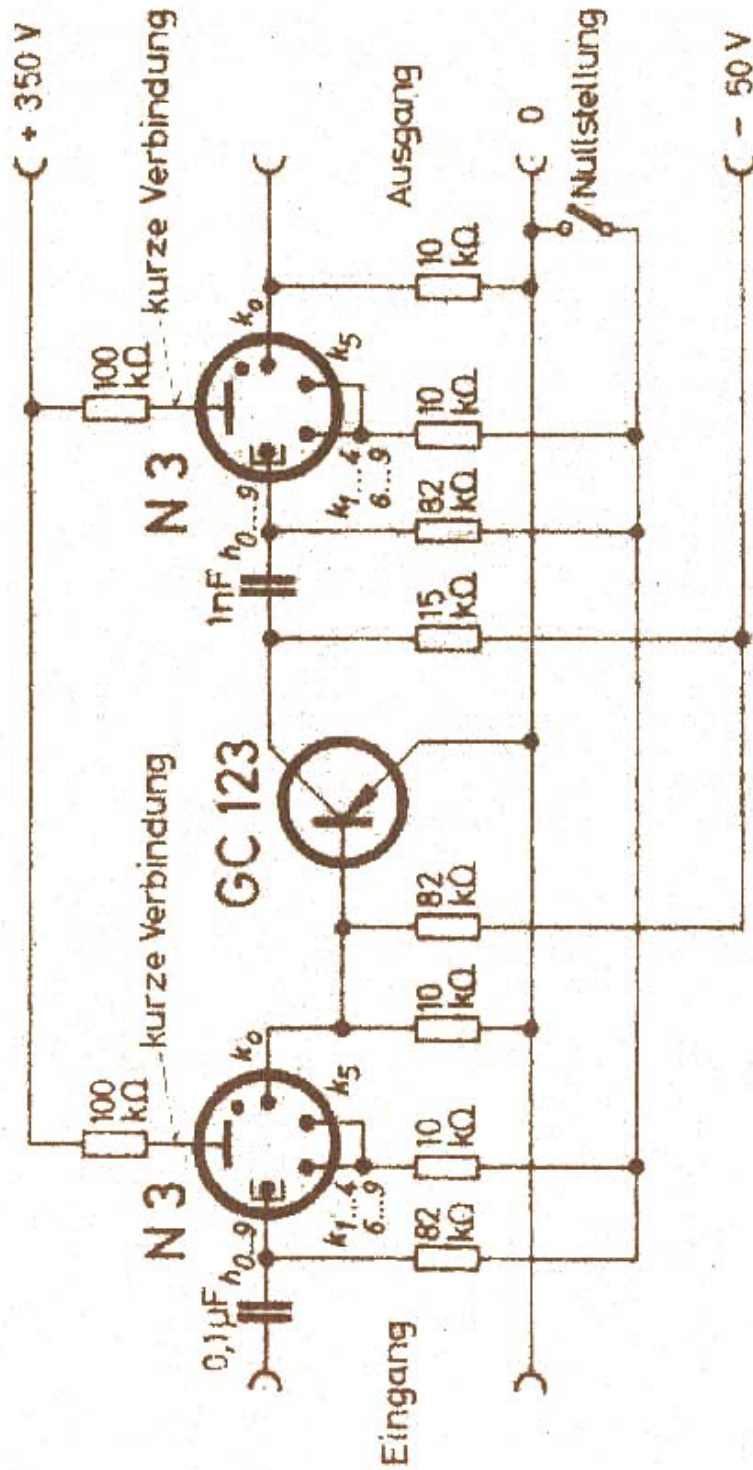 + 350 V
100
kΩ
kurze Verbindung
N 3
0,1µF
h0...9
k0
k5
k1...4
6...9
Eingang
82
kΩ
10
kΩ
10
kΩ
82
kΩ
GC 123
15
kΩ
1nF
h0...9
N 3
100
kΩ
kurze Verbindung
k0
k5
k1...4
6...9
82
kΩ
10
kΩ
10
kΩ
Ausgang
0
Nullstellung
- 50 V